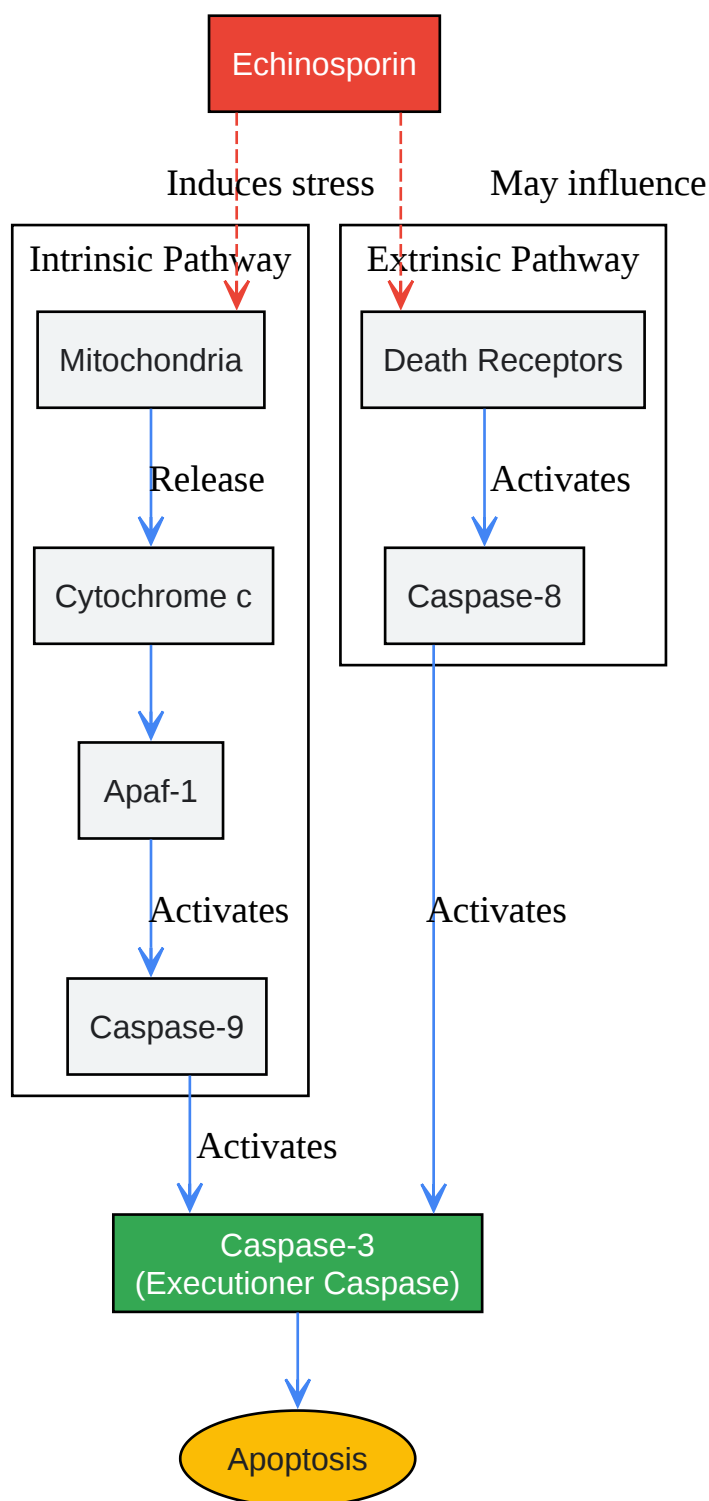 Echinosporin
Induces stress
May influence
Intrinsic Pathway
Extrinsic Pathway
Mitochondria
Death Receptors
Release
Activates
Cytochrome c
Caspase-8
Apaf-1
Activates
Activates
Caspase-9
Activates
Caspase-3
(Executioner Caspase)
Apoptosis